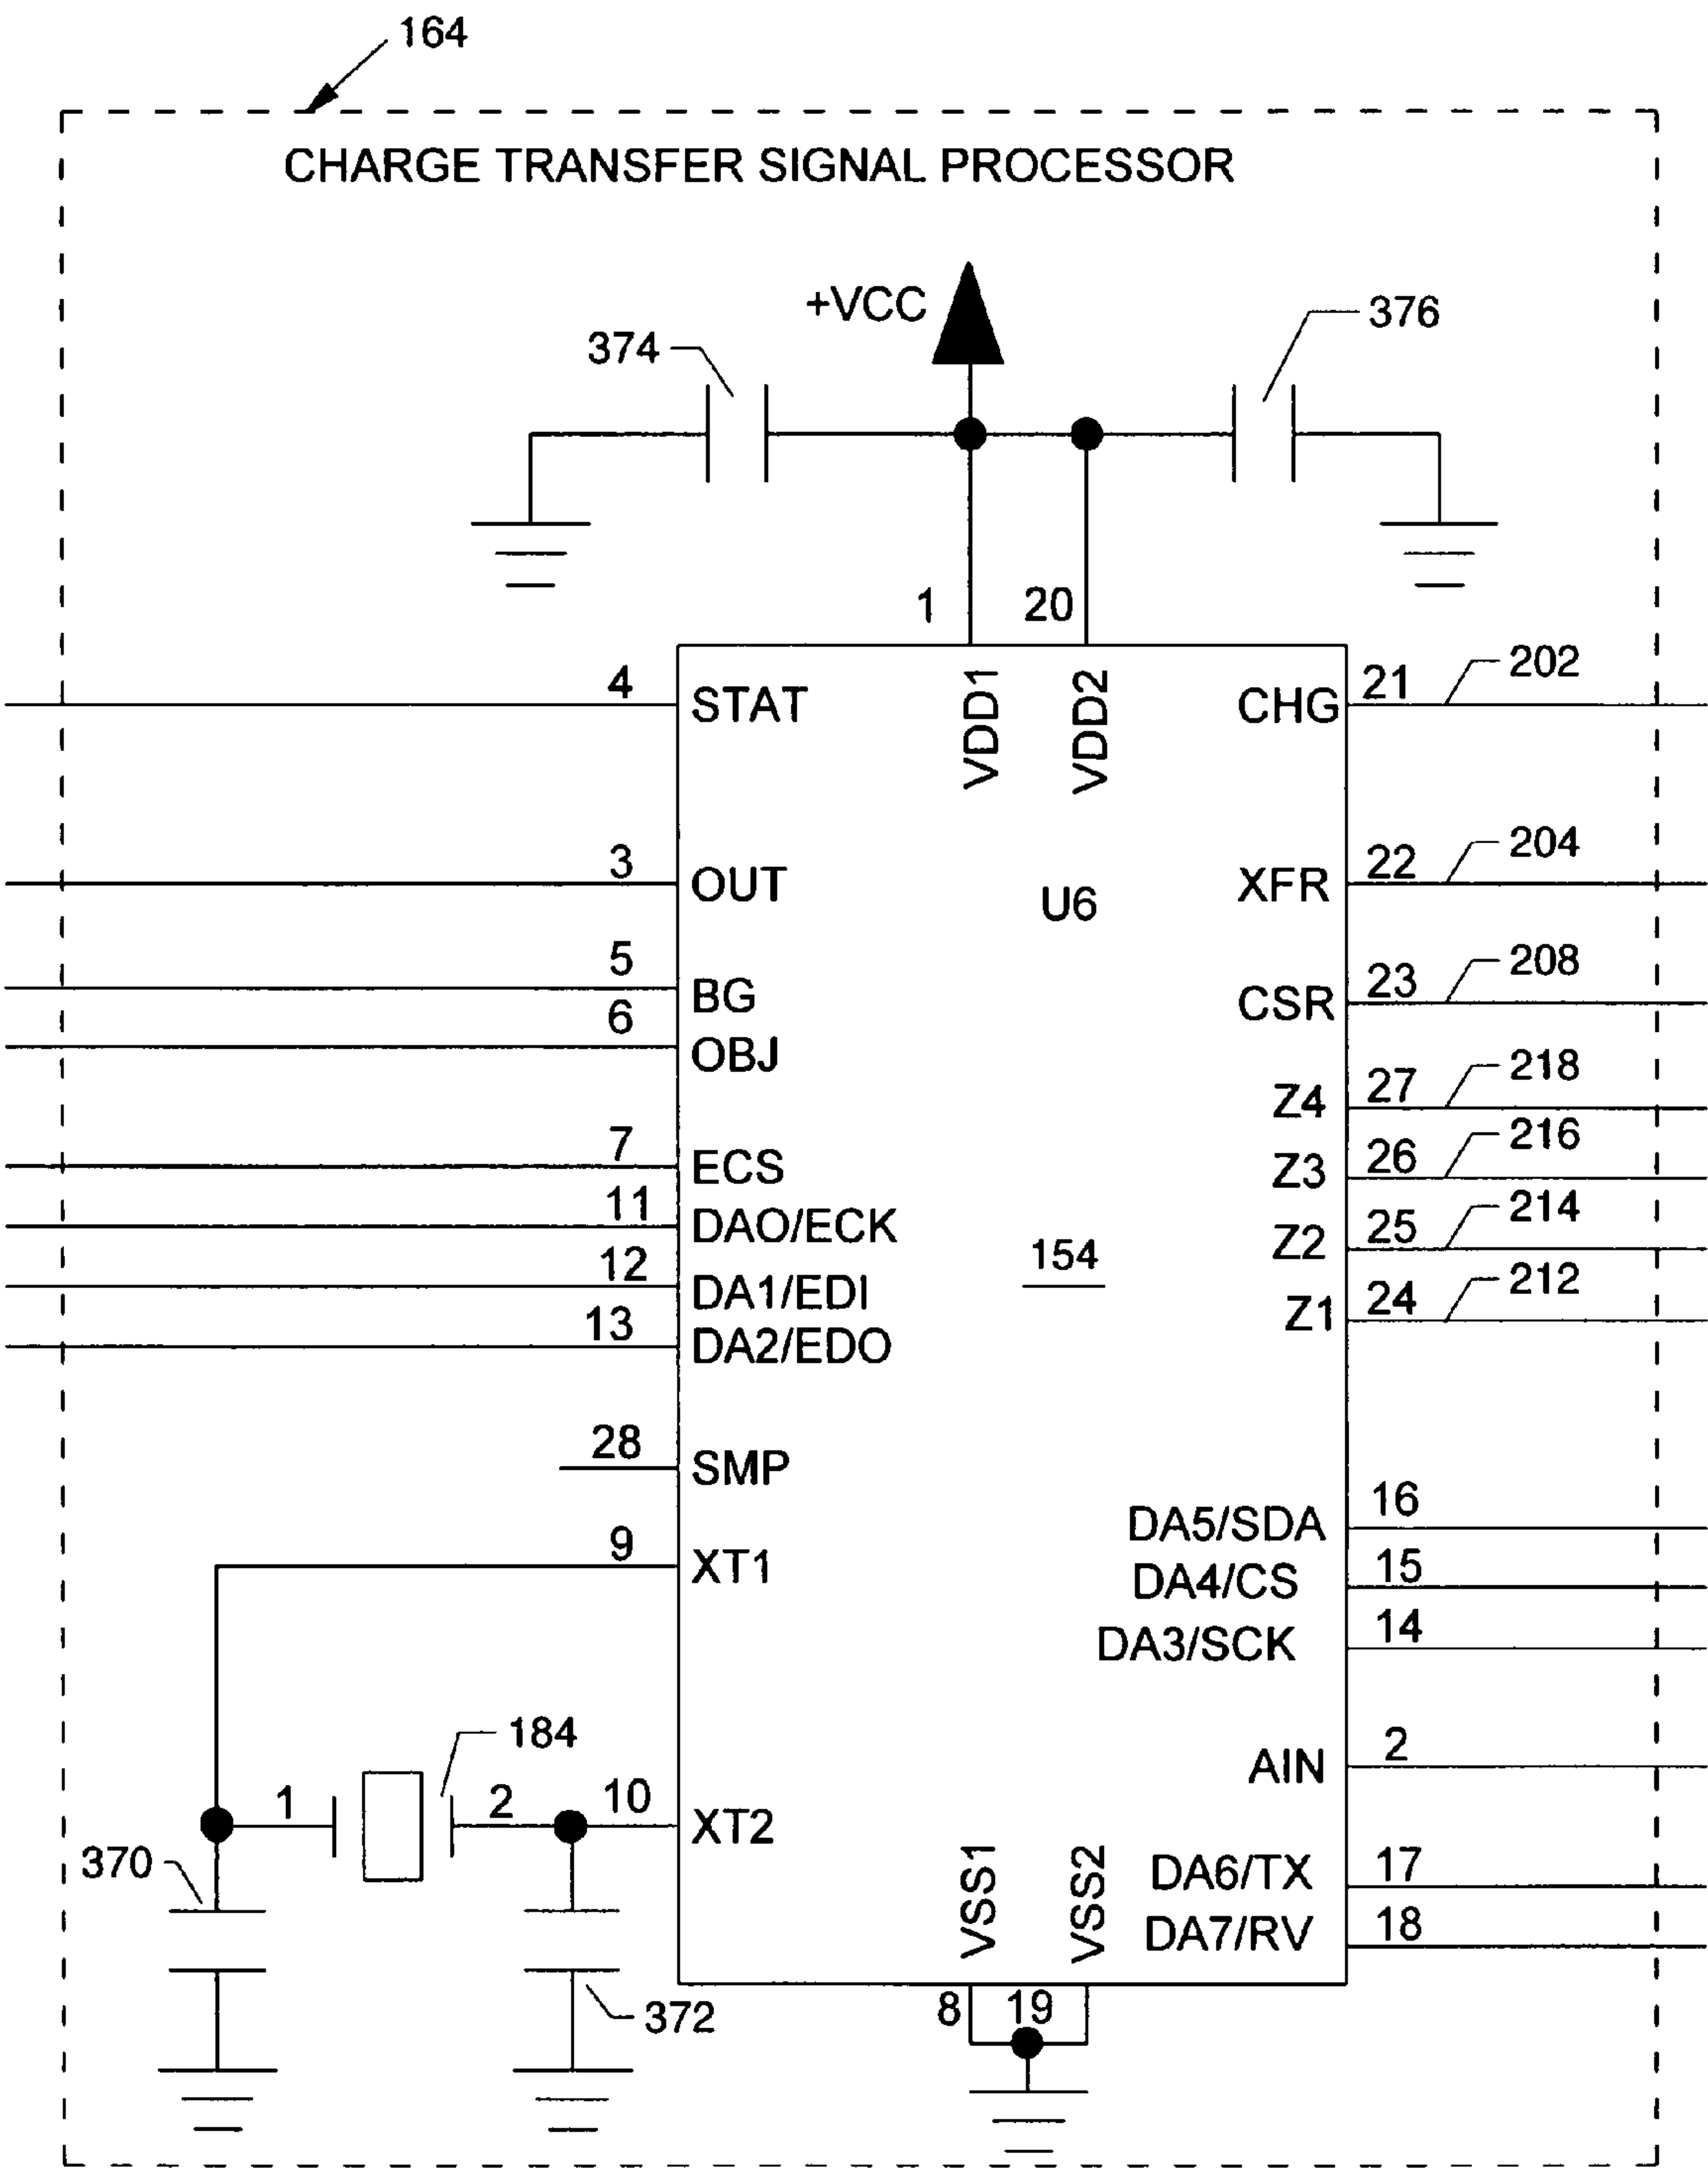 164
CHARGE TRANSFER SIGNAL PROCESSOR
+VCC
374
376
1
20
4
STAT
VDD1
VDD2
CHG
21
202
3
OUT
U6
XFR
22
204
5
BG
CSR
23
208
6
OBJ
Z4
27
218
7
ECS
Z3
26
216
11
DAO/ECK
154
Z2
25
214
12
DA1/EDI
Z1
24
212
13
DA2/EDO
28
SMP
DA5/SDA
16
9
XT1
DA4/CS
15
DA3/SCK
14
184
AIN
2
1
2
10
XT2
370
VSS1
VSS2
DA6/TX
17
DA7/RV
18
372
8
19